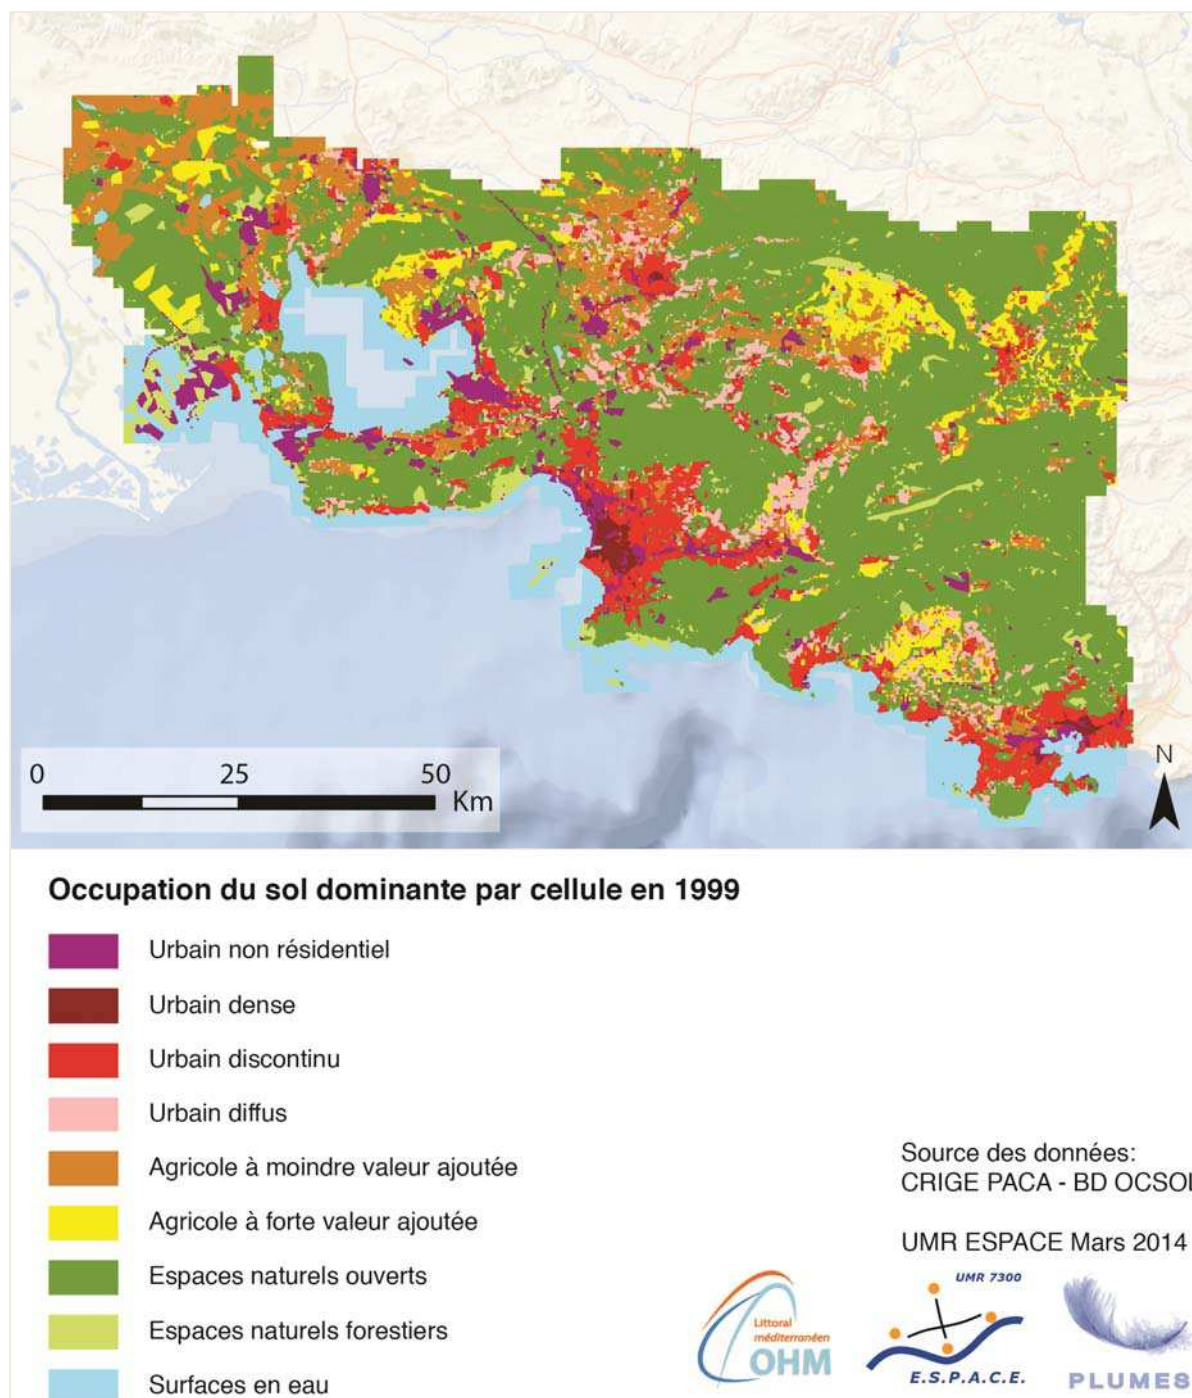 0 25 50
Km
N
Occupation du sol dominante par cellule en 1999
Urbain non résidentiel
Urbain dense
Urbain discontinu
Urbain diffus
Agricole à moindre valeur ajoutée
Agricole à forte valeur ajoutée
Espaces naturels ouverts
Espaces naturels forestiers
Surfaces en eau
Source des données:
CRIGE PACA - BD OCSOL
UMR ESPACE Mars 2014
Littoral
méditerranéen
OHM
UMR 7300
E.S.P.A.C.E.
PLUMES